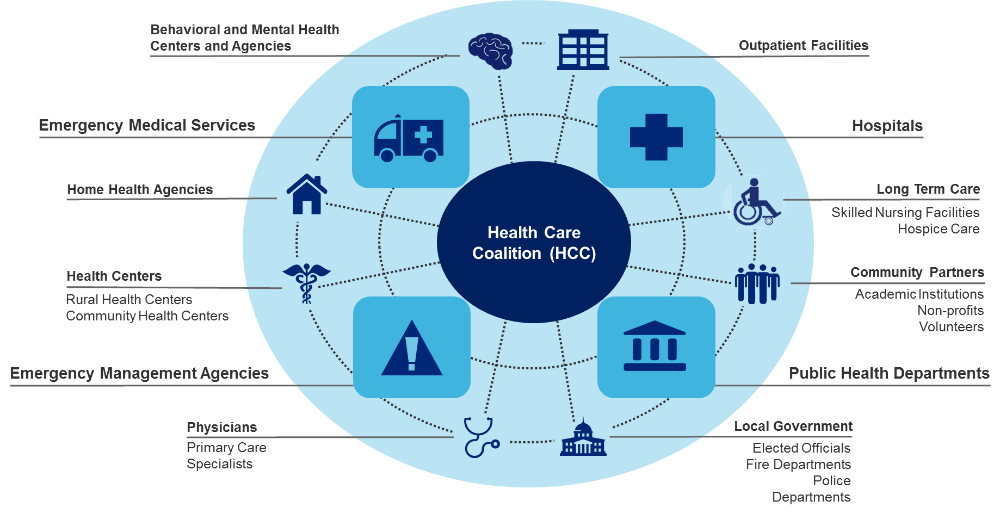 Behavioral and Mental Health
Centers and Agencies
Outpatient Facilities
Emergency Medical Services
Hospitals
Home Health Agencies
Long Term Care
Skilled Nursing Facilities
Hospice Care
Health Care
Coalition (HCC)
Health Centers
Rural Health Centers
Community Health Centers
Community Partners
Academic Institutions
Non-profits
Volunteers
Emergency Management Agencies
Public Health Departments
Physicians
Primary Care
Specialists
Local Government
Elected Officials
Fire Departments
Police
Departments